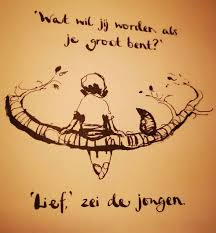 'Wat wil jij worden als
je groot bent?'
'Lief,' zei de jongen.